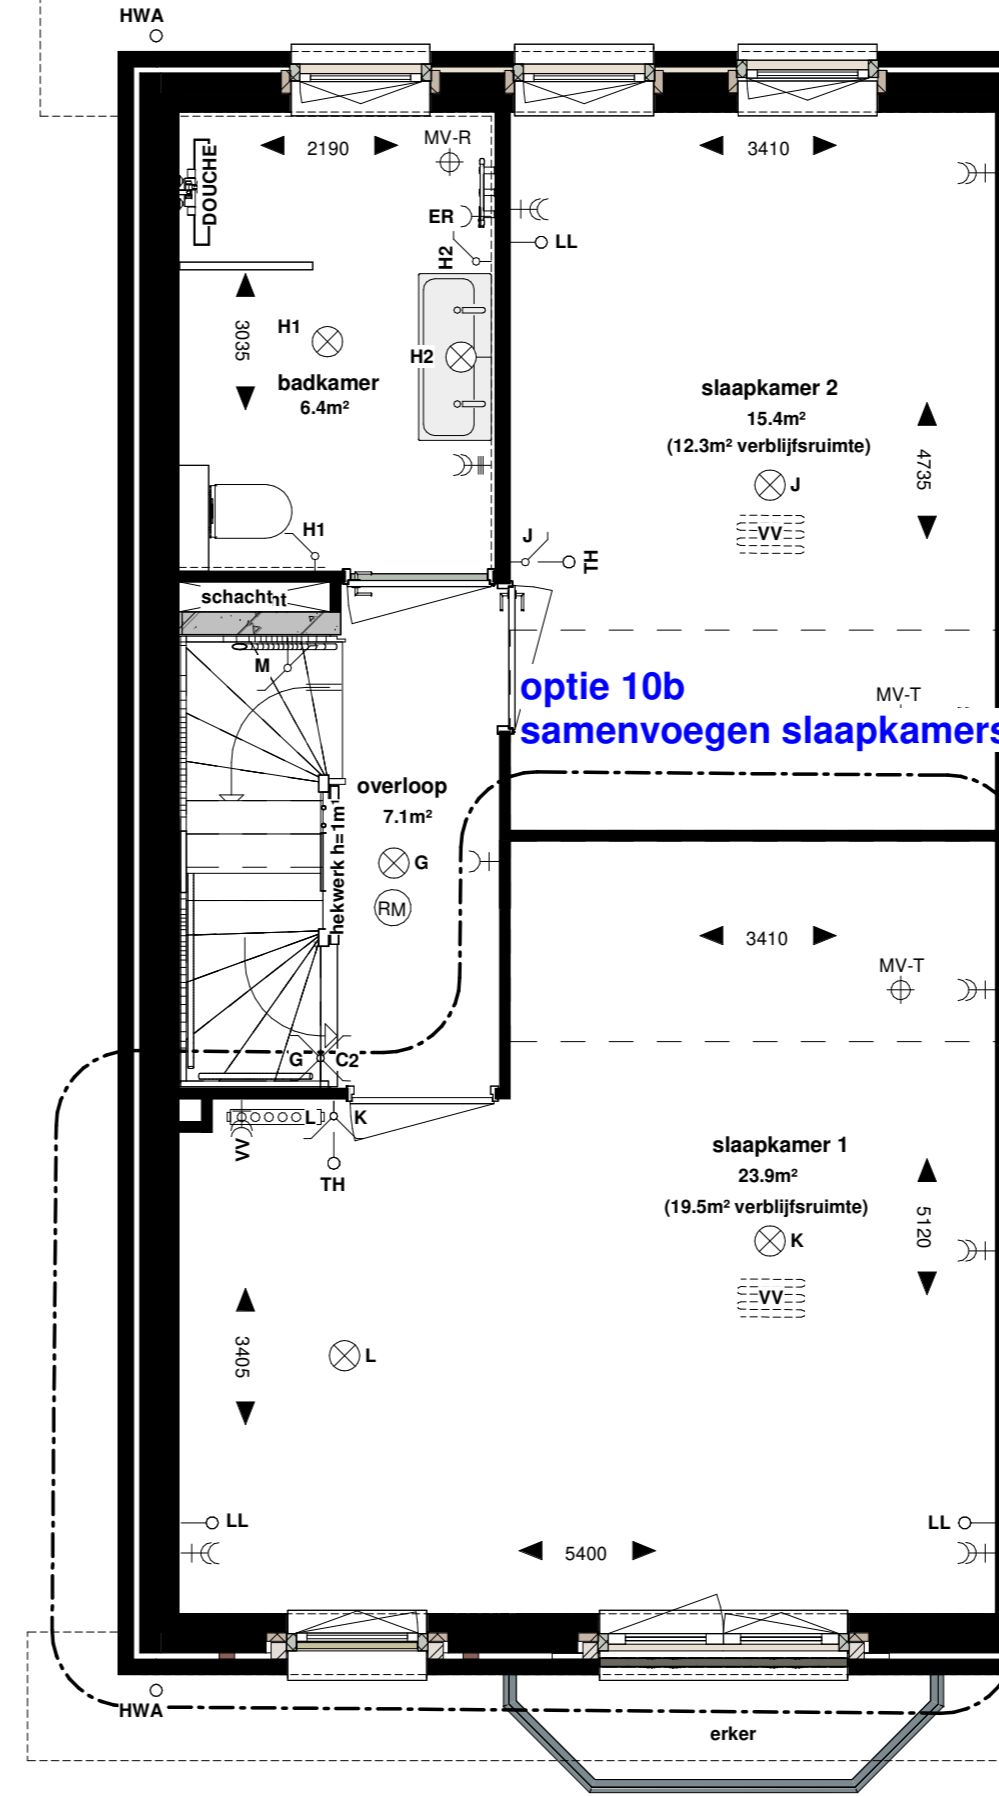 HWA
2190
MV-R
3410
DOUCHE
ER
LL
H2
3035
H1
H2
badkamer
6.4m²
slaapkamer 2
15.4m²
(12.3m² verblijfsruimte)
4735
J
VV
H1
J
TH
schacht
M
optie 10b
samenvoegen slaapkamers
MV-T
overloop
7.1m²
hekwerk h=1m¹
G
RM
3410
MV-T
G
C2
L
K
VV
TH
slaapkamer 1
23.9m²
(19.5m² verblijfsruimte)
5120
K
VV
3405
L
LL
LL
5400
HWA
erker